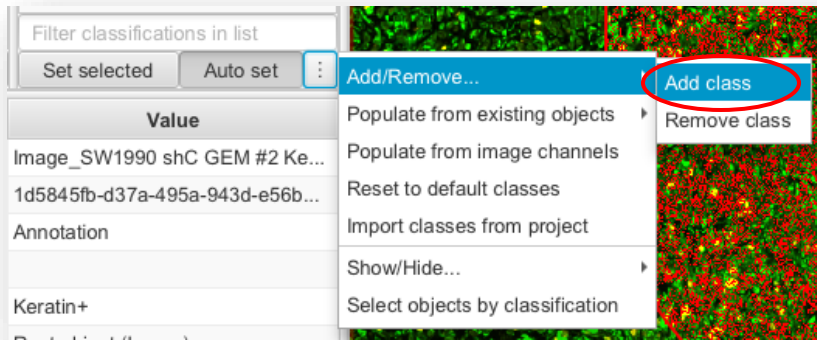 Filter classifications in list
Set selected
Auto set
Value
Image_SW1990 shC GEM #2 Ke...
1d5845fb-d37a-495a-943d-e56b...
Annotation
Keratin+
Add/Remove...
Populate from existing objects
Populate from image channels
Reset to default classes
Import classes from project
Show/Hide...
Select objects by classification
Add class
Remove class